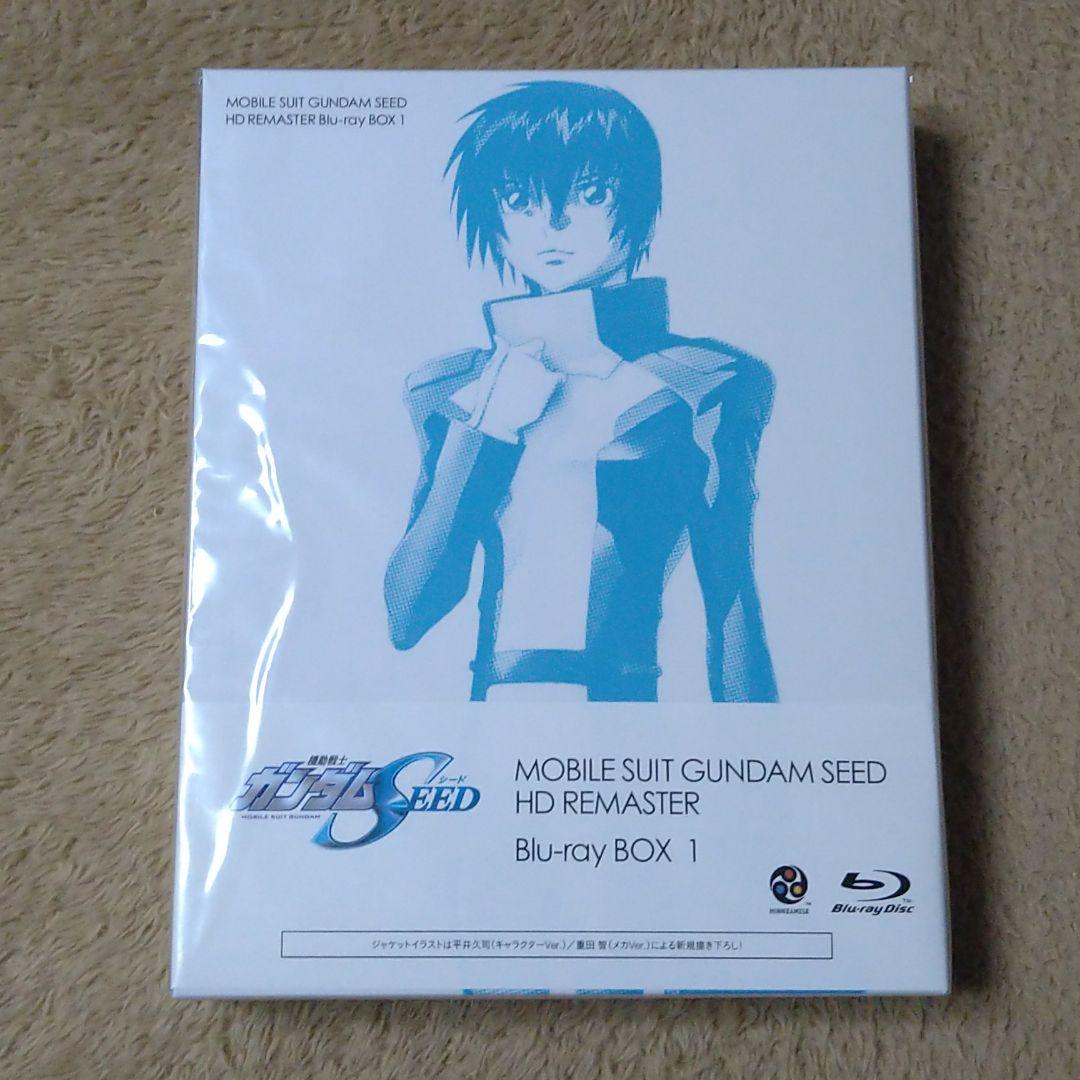 MOBILE SUIT GUNDAM SEED
HD REMASTER Blu-ray BOX 1
機動戦士
ガンダムSEED
シード
MOBILE SUIT GUNDAM
MOBILE SUIT GUNDAM SEED
HD REMASTER
Blu-ray BOX 1
HONNEAMISE
TM
Blu-ray Disc
TM
ジャケットイラストは平井久司(キャラクターVer.)/重田 智(メカVer.)による新規描き下ろし!